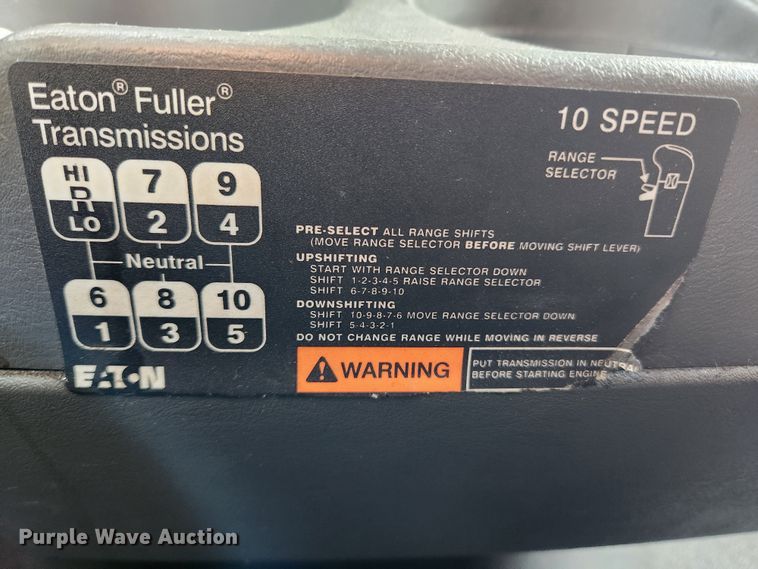 Eaton® Fuller®
Transmissions
10 SPEED
RANGE
SELECTOR
HI 7 9
R
LO 2 4
Neutral
6 8 10
1 3 5
PRE-SELECT ALL RANGE SHIFTS
(MOVE RANGE SELECTOR BEFORE MOVING SHIFT LEVER)
UPSHIFTING
START WITH RANGE SELECTOR DOWN
SHIFT 1-2-3-4-5 RAISE RANGE SELECTOR
SHIFT 6-7-8-9-10
DOWNSHIFTING
SHIFT 10-9-8-7-6 MOVE RANGE SELECTOR DOWN
SHIFT 5-4-3-2-1
DO NOT CHANGE RANGE WHILE MOVING IN REVERSE
WARNING
PUT TRANSMISSION IN NEUTRAL
BEFORE STARTING ENGINE
EATON
Purple Wave Auction